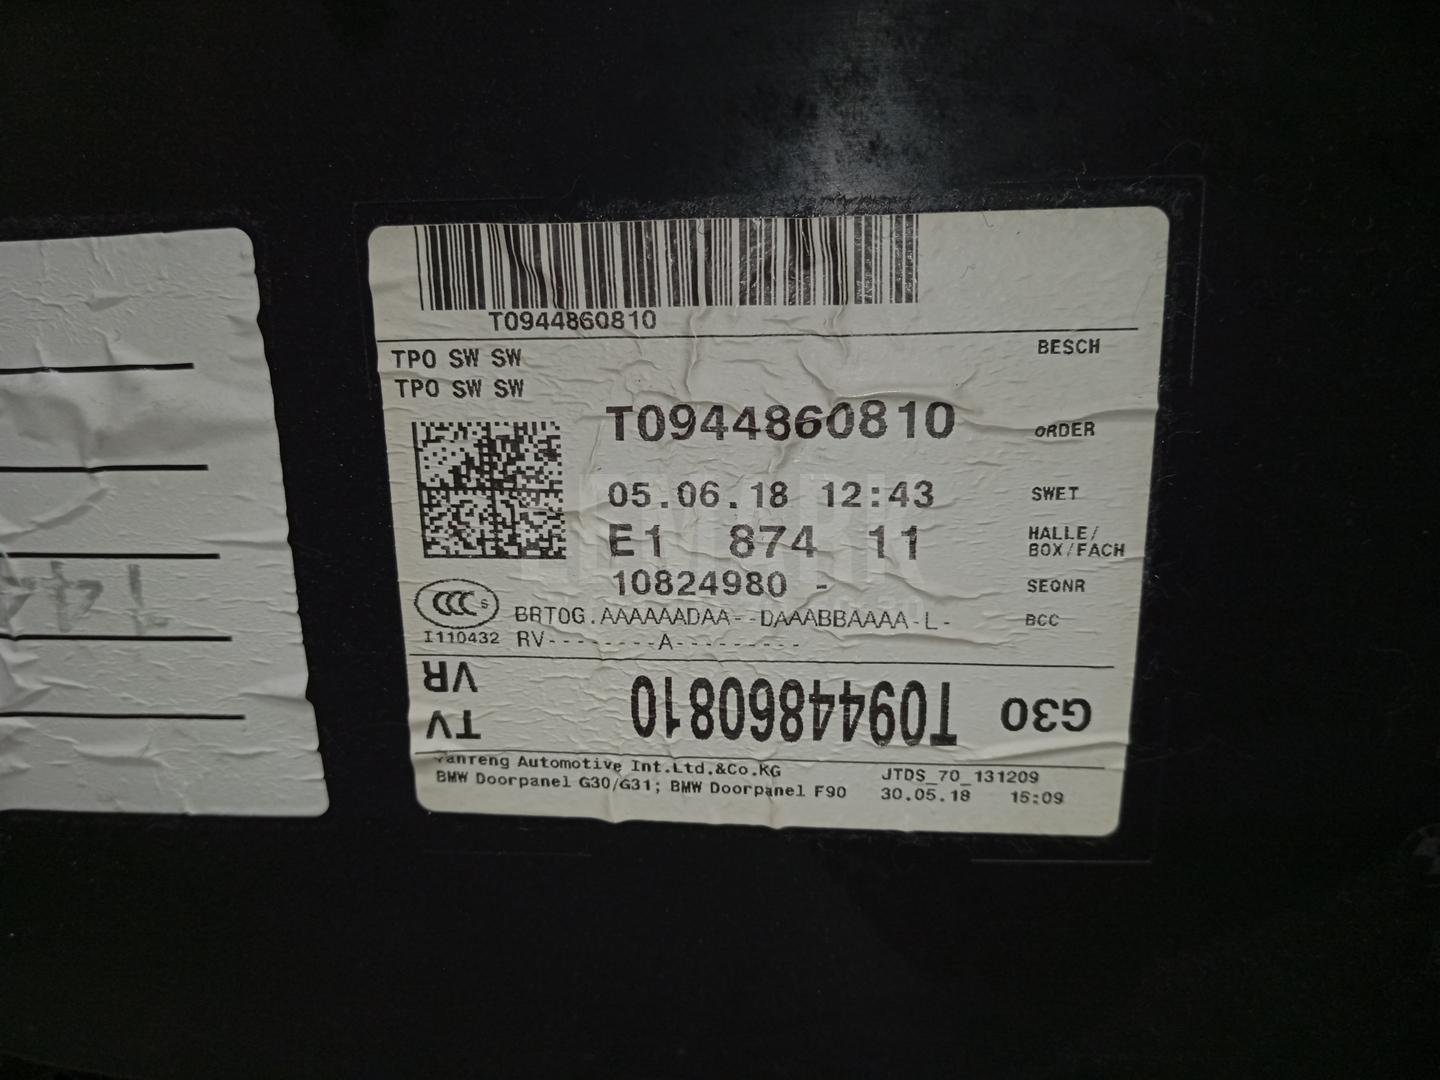 T0944860810
TPO SW SW
TPO SW SW
BESCH
T0944860810
ORDER
05.06.18 12:43
SWET
E1 874 11
HALLE/
BOX/FACH
10824980 -
SEQNR
CCC S
BRTOG.AAAAAADAA--DAAABBAAAA-L-
BCC
I110432
RV--------A---------
VR
TV
T0944860810
G30
Automotive Int.Ltd.&Co.KG
BMW Doorpanel G30/G31; BMW Doorpanel F90
JTDS_70_131209
30.05.18 15:09